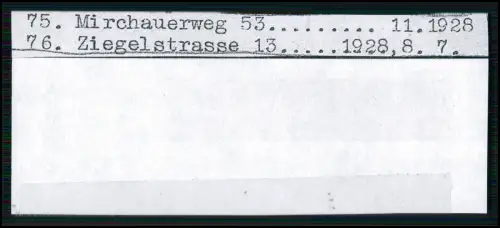 75. Mirchauerweg 53......... 11.1928
76. Ziegelstrasse 13.....1928,8. 7.